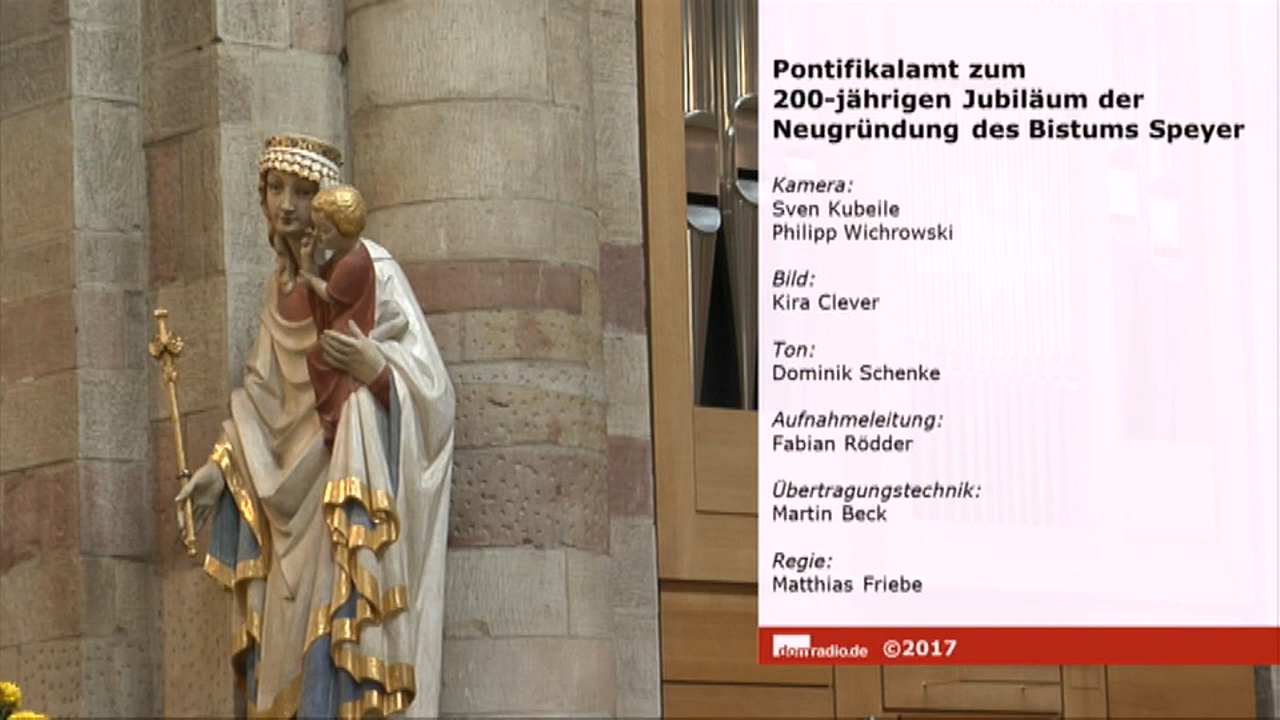 Pontifikalamt zum
200-jährigen Jubiläum der
Neugründung des Bistums Speyer
Kamera:
Sven Kubeile
Philipp Wichrowski
Bild:
Kira Clever
Ton:
Dominik Schenke
Aufnahmeleitung:
Fabian Rödder
Übertragungstechnik:
Martin Beck
Regie:
Matthias Friebe
domradio.de ©2017